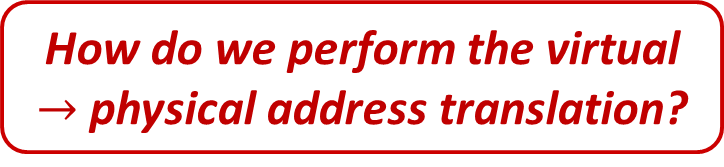 How do we perform the virtual
→ physical address translation?